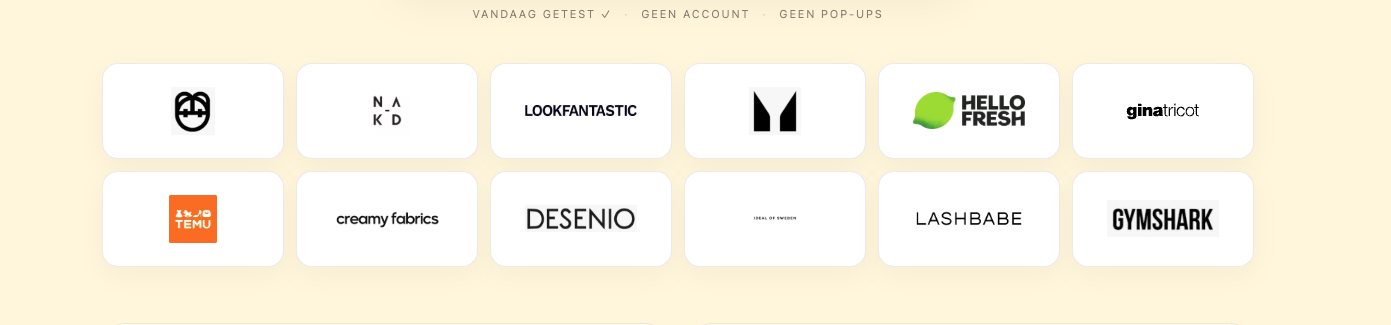 VANDAAG GETEST ✓ · GEEN ACCOUNT · GEEN POP-UPS
N A
K D
LOOKFANTASTIC
HELLO
FRESH
ginatricot
TEMU
creamy fabrics
DESENIO
IDEAL OF SWEDEN
LASHBABE
GYMSHARK